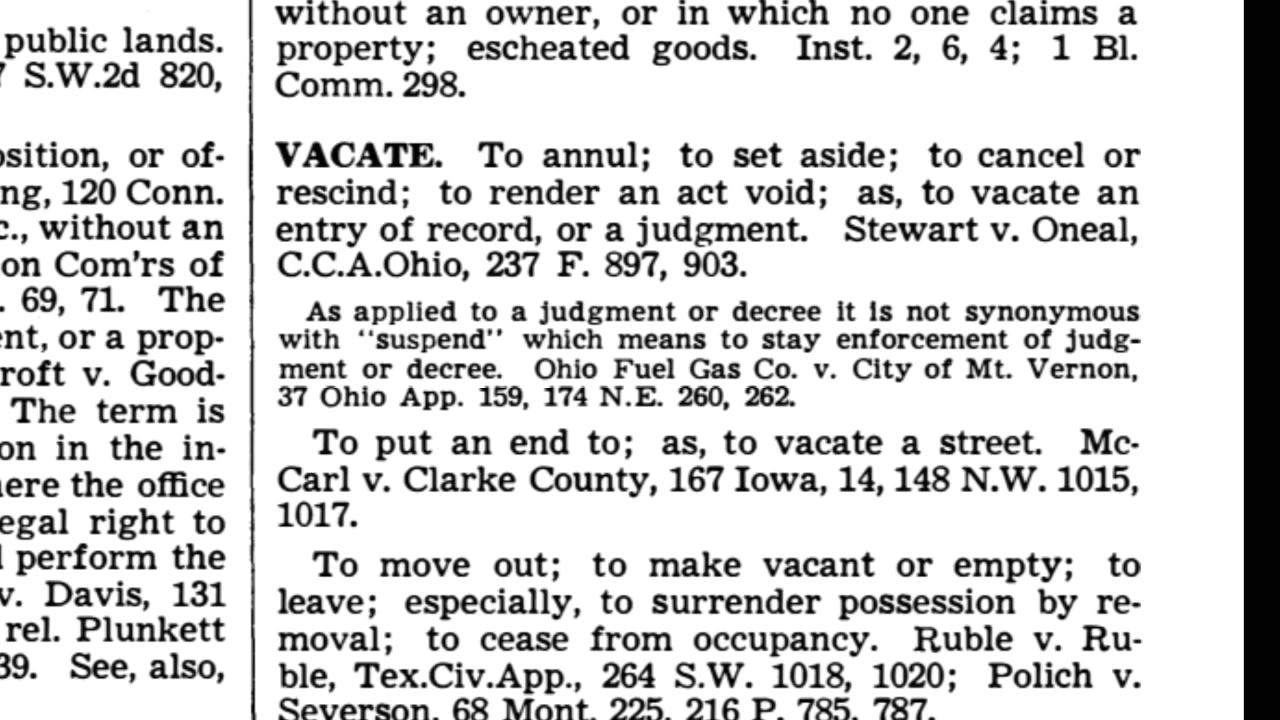 public lands.
7 S.W.2d 820,
osition, or of-
ng, 120 Conn.
c., without an
on Com'rs of
. 69, 71. The
ent, or a prop-
roft v. Good-
The term is
on in the in-
here the office
egal right to
d perform the
v. Davis, 131
rel. Plunkett
39. See, also,
without an owner, or in which no one claims a
property; escheated goods. Inst. 2, 6, 4; 1 Bl.
Comm. 298.
VACATE. To annul; to set aside; to cancel or
rescind; to render an act void; as, to vacate an
entry of record, or a judgment. Stewart v. Oneal,
C.C.A.Ohio, 237 F. 897, 903.
As applied to a judgment or decree it is not synonymous
with "suspend" which means to stay enforcement of judg-
ment or decree. Ohio Fuel Gas Co. v. City of Mt. Vernon,
37 Ohio App. 159, 174 N.E. 260, 262.
To put an end to; as, to vacate a street. Mc-
Carl v. Clarke County, 167 Iowa, 14, 148 N.W. 1015,
1017.
To move out; to make vacant or empty; to
leave; especially, to surrender possession by re-
moval; to cease from occupancy. Ruble v. Ru-
ble, Tex.Civ.App., 264 S.W. 1018, 1020; Polich v.
Severson, 68 Mont. 225, 216 P. 785, 787.